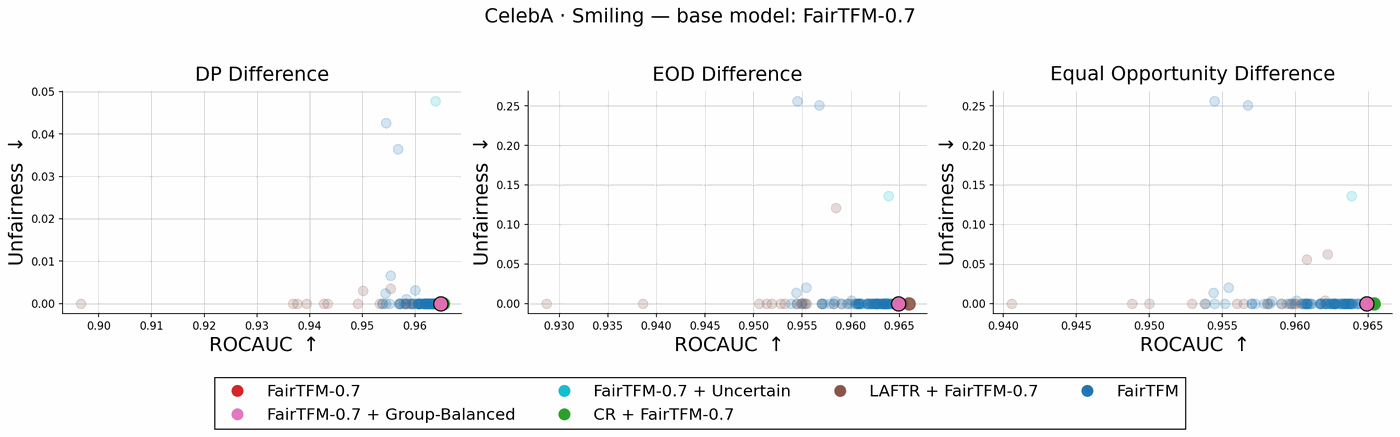 CelebA · Smiling — base model: FairTFM-0.7
DP Difference
EOD Difference
Equal Opportunity Difference
Unfairness ↓
0.05
0.04
0.03
0.02
0.01
0.00
0.90 0.91 0.92 0.93 0.94 0.95 0.96
ROCAUC ↑
Unfairness ↓
0.25
0.20
0.15
0.10
0.05
0.00
0.930 0.935 0.940 0.945 0.950 0.955 0.960 0.965
ROCAUC ↑
Unfairness ↓
0.25
0.20
0.15
0.10
0.05
0.00
0.940 0.945 0.950 0.955 0.960 0.965
ROCAUC ↑
FairTFM-0.7 FairTFM-0.7 + Uncertain LAFTR + FairTFM-0.7 FairTFM
FairTFM-0.7 + Group-Balanced CR + FairTFM-0.7